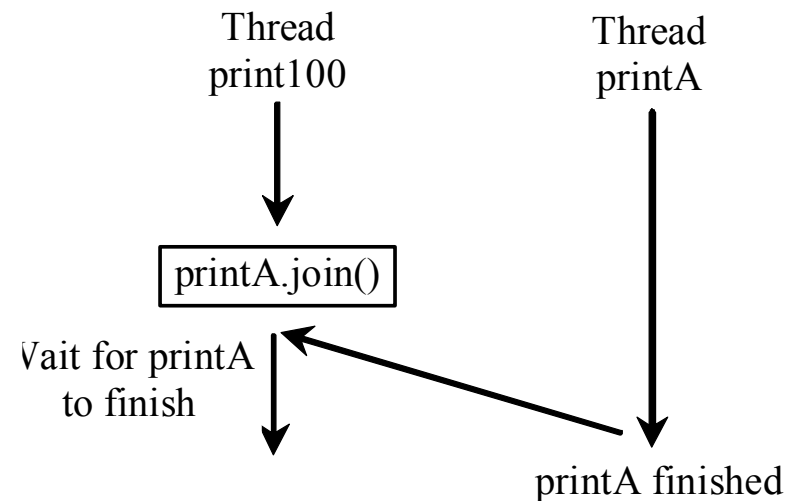 Thread
print100
Thread
printA
printA.join()
Wait for printA
to finish
printA finished